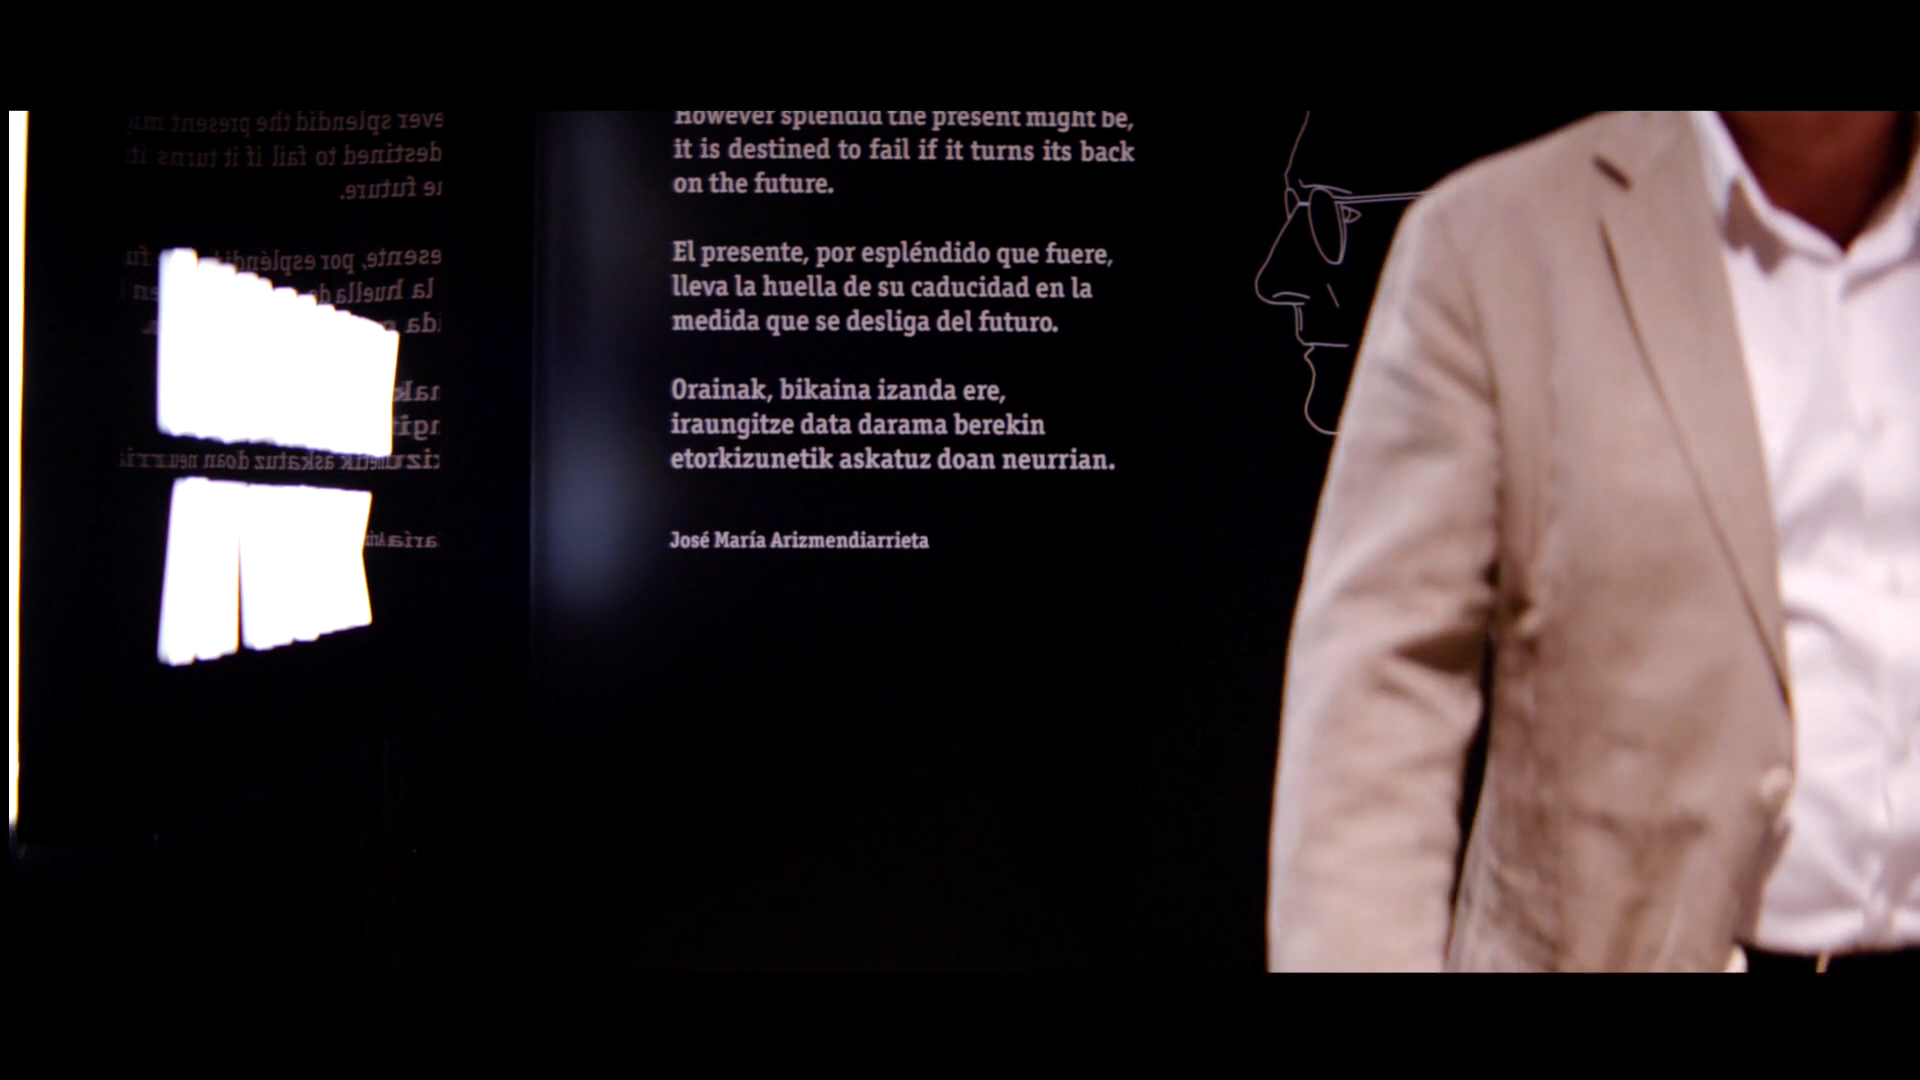 However splendid the present might be,
it is destined to fail if it turns its back
on the future.
El presente, por espléndido que fuere,
lleva la huella de su caducidad en la
medida que se desliga del futuro.
Orainak, bikaina izanda ere,
iraungitze data darama berekin
etorkizunetik askatuz doan neurrian.
José María Arizmendiarrieta